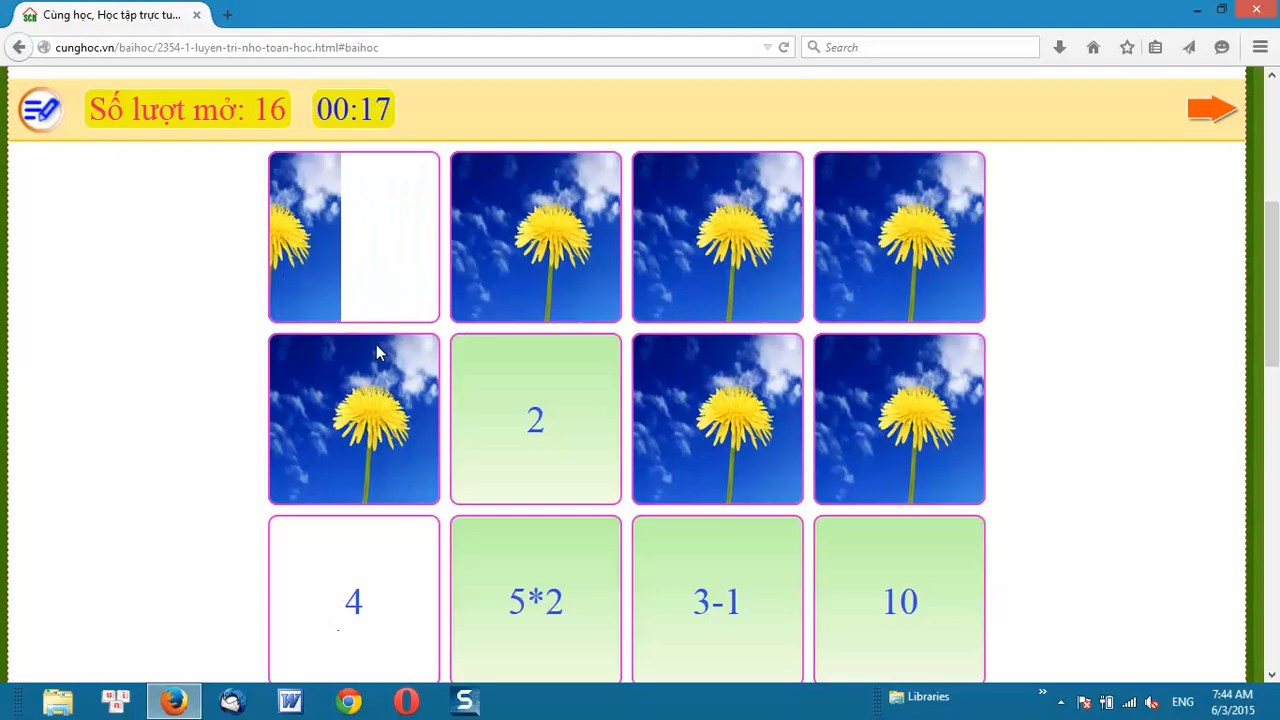 Cùng học, Học tập trực tu...
cunghoc.vn/baihoc/2354-1-luyen-tri-nho-toan-hoc.html#baihoc
Search
Số lượt mở: 16
00:17
2
4
5*2
3-1
10
Libraries
ENG
7:44 AM
6/3/2015